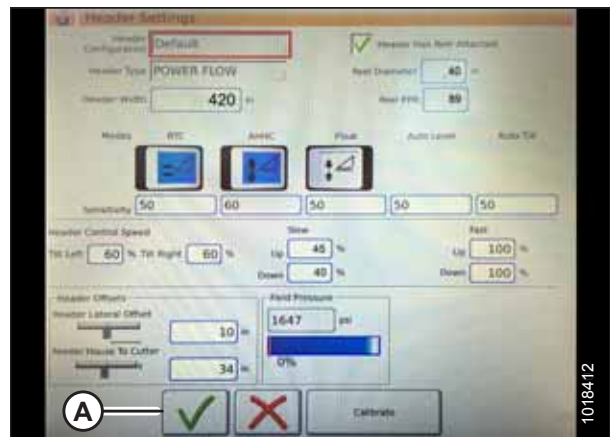 Header Settings
Header Configuration Default
Header Has Reel Attached
Header Type POWER FLOW
Reel Diameter 40 in
Header Width 420 in
Reel PPR 89
Modes RTC AHHC Float Auto Level Auto Tilt
Sensitivity 50 60 50 50 50
Header Control Speed
Slow
Fast
Tilt Left 60 % Tilt Right 60 %
Up 46 %
Up 100 %
Down 40 %
Down 100 %
Header Offsets
Field Pressure
Header Lateral Offset
10 in
1647 psi
Feeder House To Cutter
34 in
0%
A
Calibrate
1018412